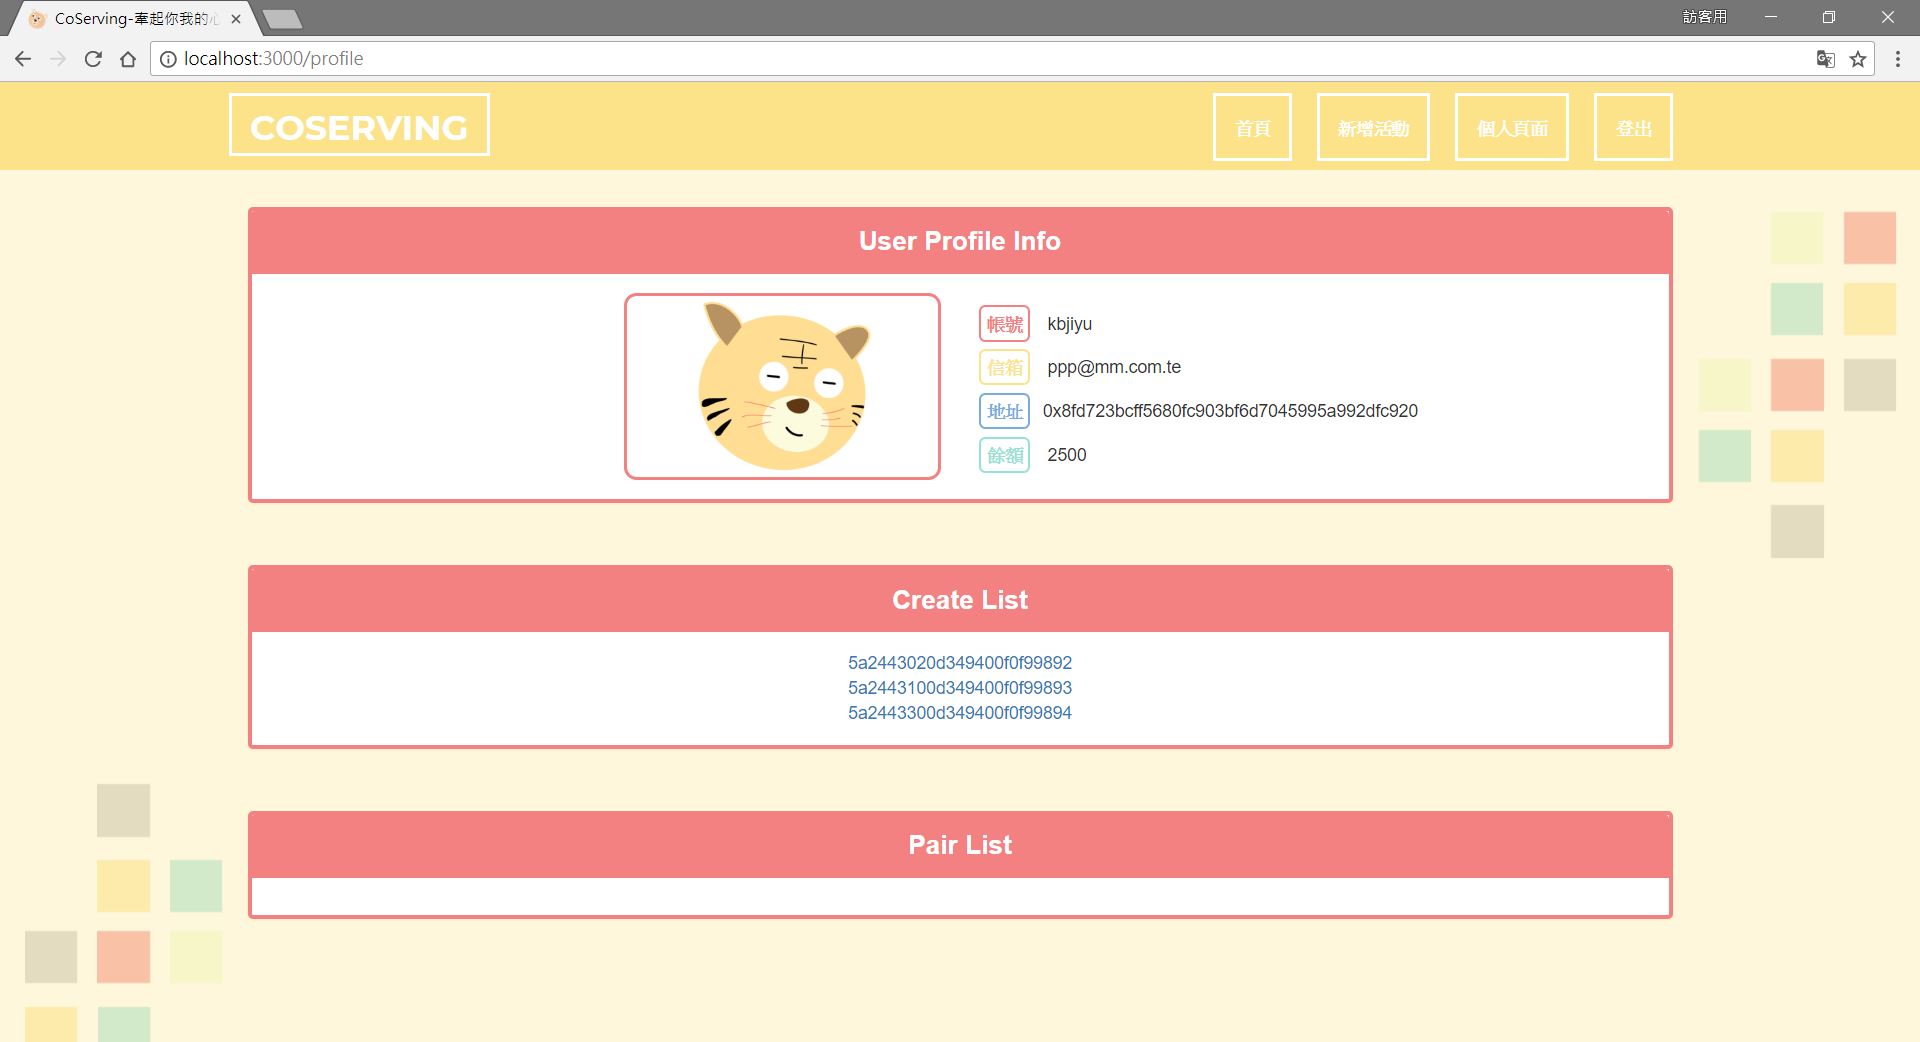 CoServing-牽起你我的心
訪客用
localhost:3000/profile
COSERVING
首頁
新增活動
個人頁面
登出
User Profile Info
帳號 kbjiyu
信箱 ppp@mm.com.te
地址 0x8fd723bcff5680fc903bf6d7045995a992dfc920
餘額 2500
Create List
5a2443020d349400f0f99892
5a2443100d349400f0f99893
5a2443300d349400f0f99894
Pair List